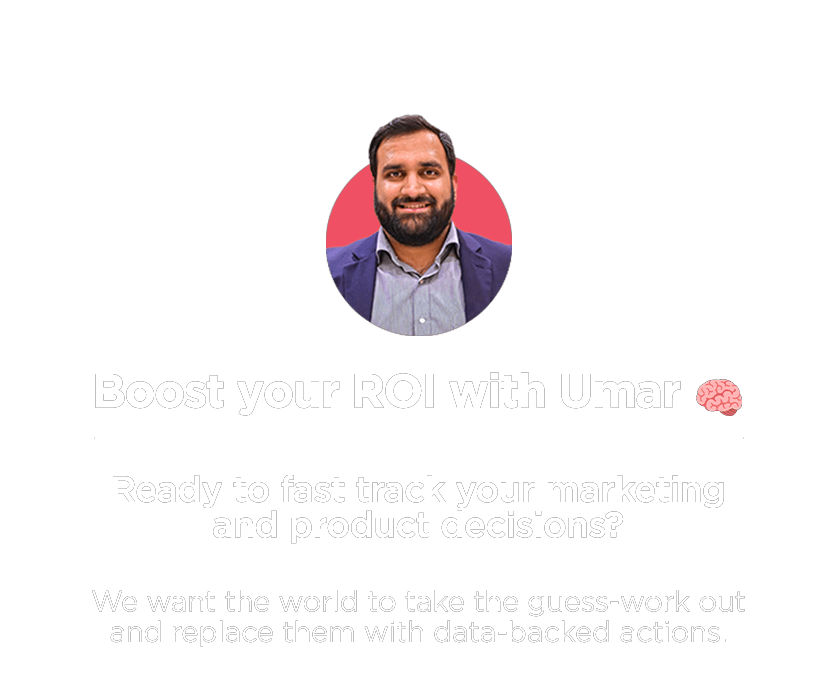 Boost your ROI with Umar
Ready to fast track your marketing
and product decisions?
We want the world to take the guess-work out
and replace them with data-backed actions.